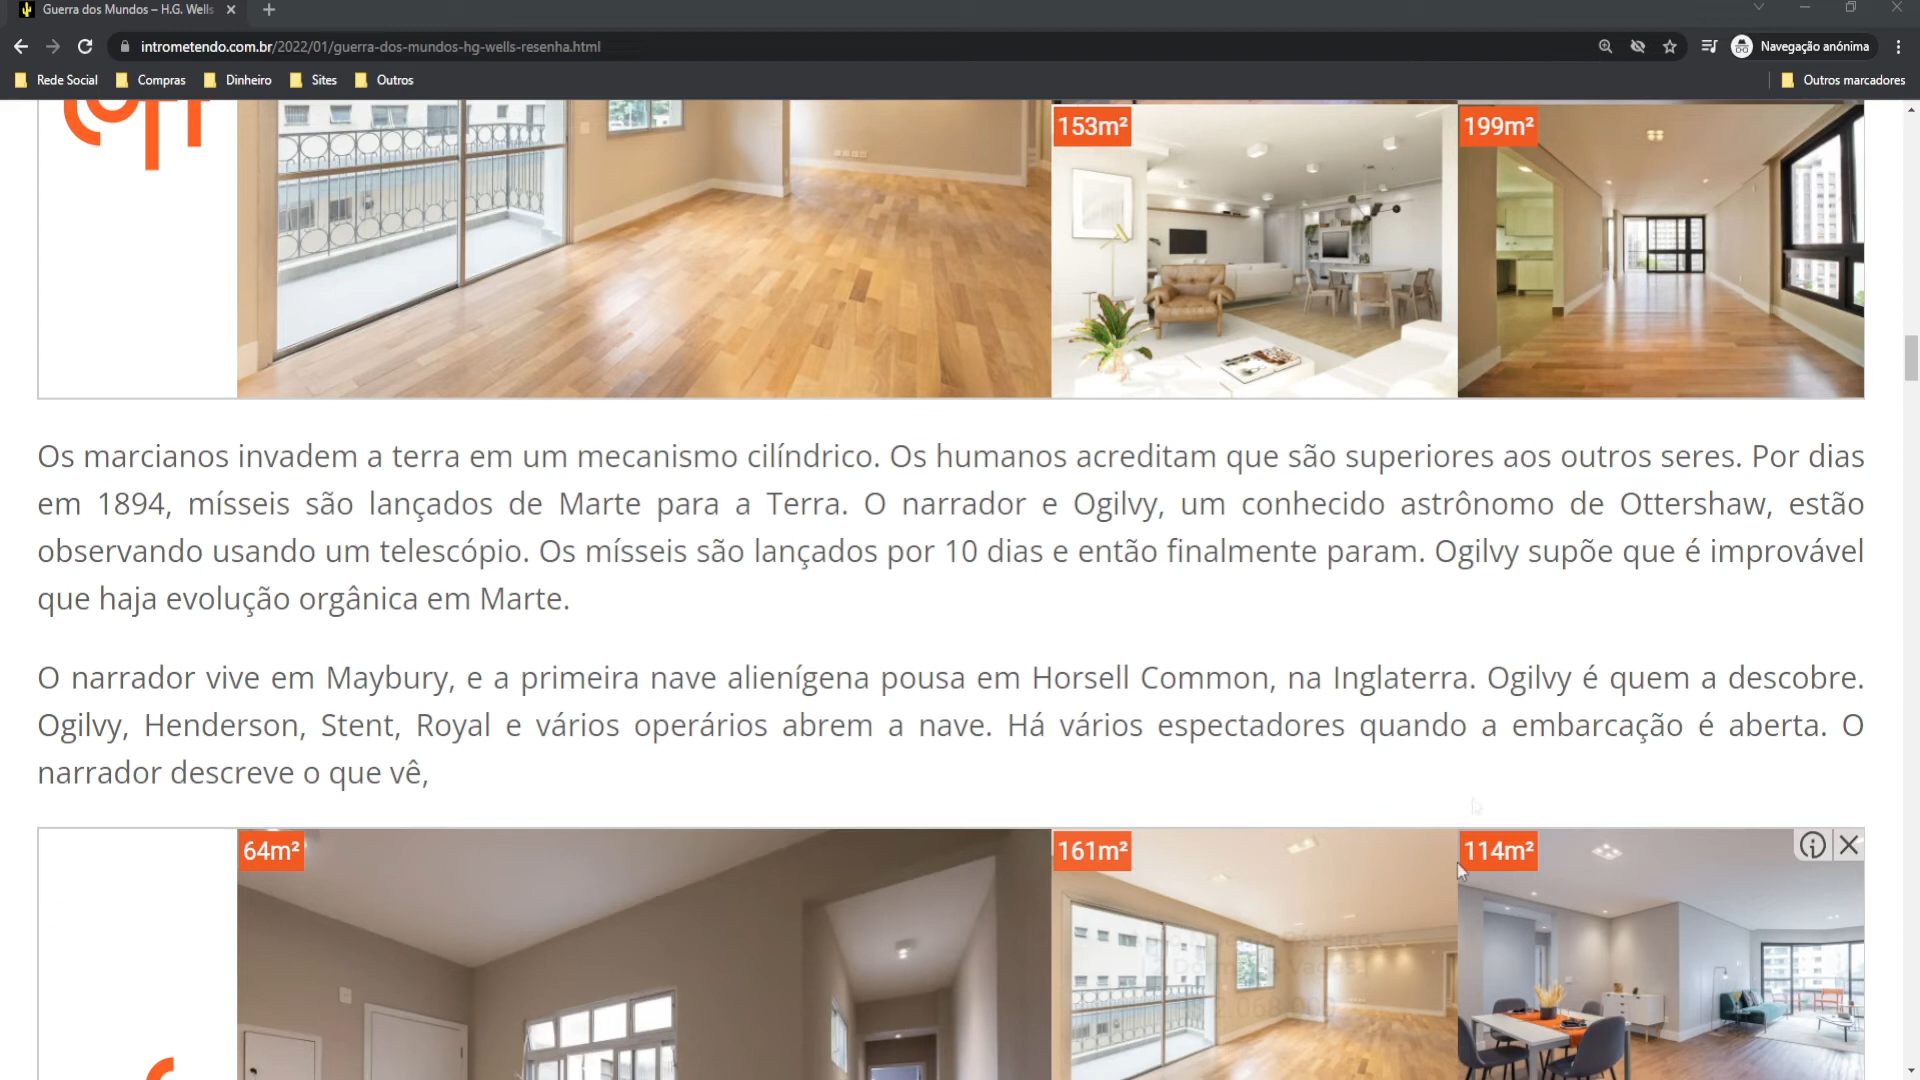 Guerra dos Mundos – H.G. Wells
intrometendo.com.br/2022/01/guerra-dos-mundos-hg-wells-resenha.html
Navegação anónima
Rede Social
Compras
Dinheiro
Sites
Outros
Outros marcadores
153m²
199m²
Os marcianos invadem a terra em um mecanismo cilíndrico. Os humanos acreditam que são superiores aos outros seres. Por dias
em 1894, mísseis são lançados de Marte para a Terra. O narrador e Ogilvy, um conhecido astrônomo de Ottershaw, estão
observando usando um telescópio. Os mísseis são lançados por 10 dias e então finalmente param. Ogilvy supõe que é improvável
que haja evolução orgânica em Marte.
O narrador vive em Maybury, e a primeira nave alienígena pousa em Horsell Common, na Inglaterra. Ogilvy é quem a descobre.
Ogilvy, Henderson, Stent, Royal e vários operários abrem a nave. Há vários espectadores quando a embarcação é aberta. O
narrador descreve o que vê,
64m²
161m²
114m²